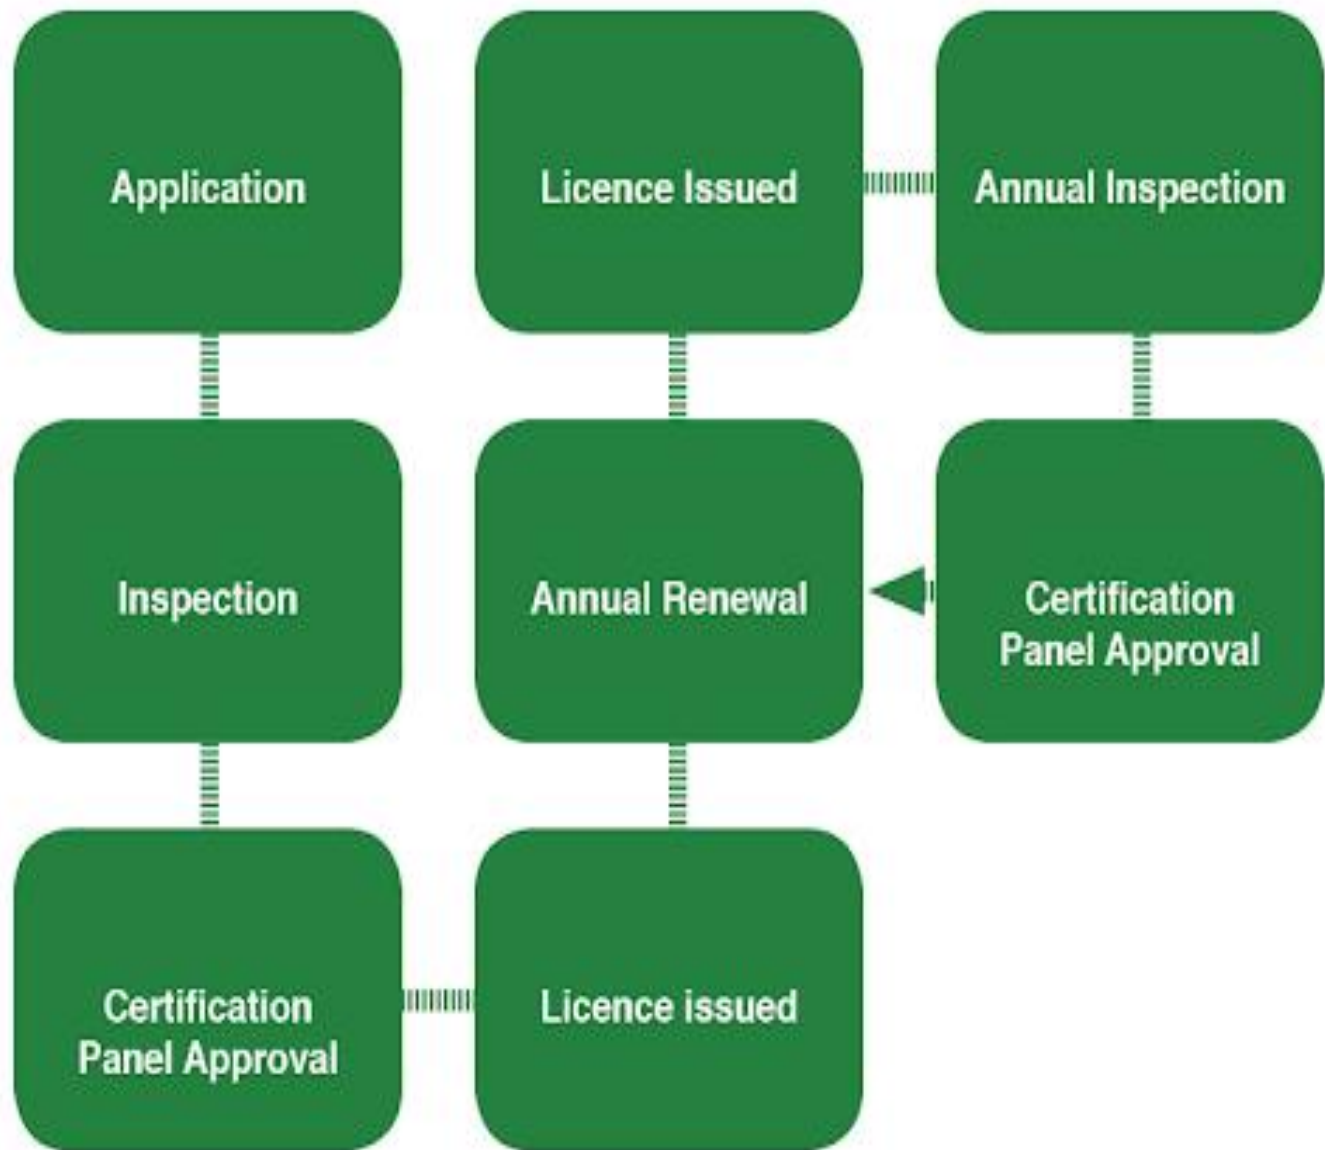 Application
Licence Issued
Annual Inspection
Inspection
Annual Renewal
Certification
Panel Approval
Certification
Panel Approval
Licence issued